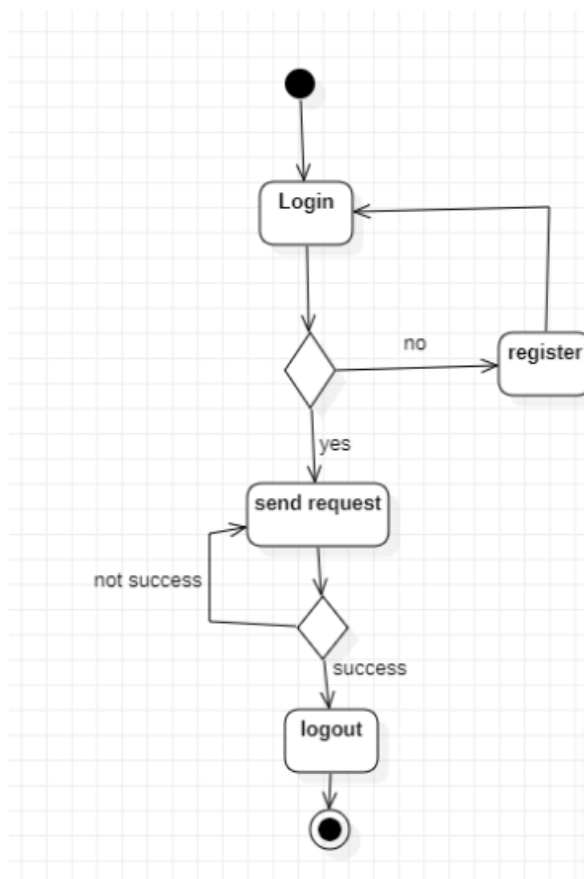 Login
no
register
yes
send request
not success
success
logout